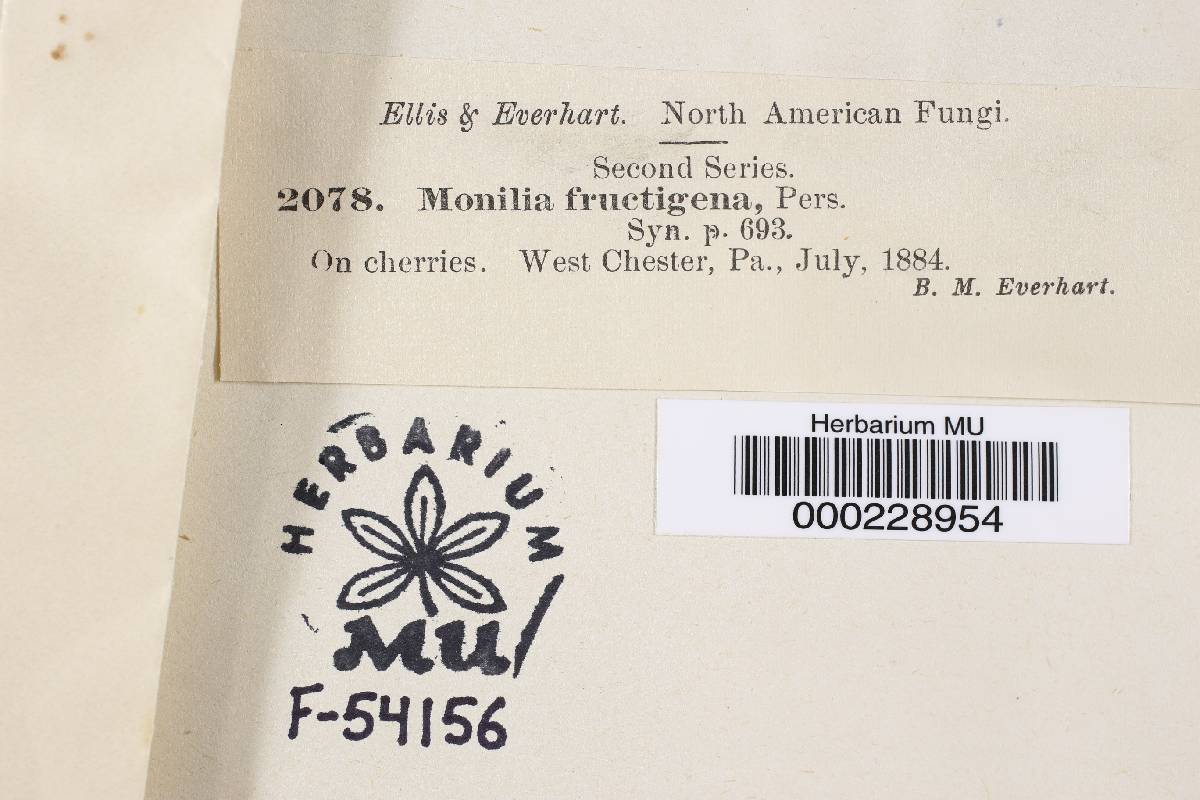 Ellis & Everhart. North American Fungi.
Second Series.
2078. Monilia fructigena, Pers.
Syn. p. 693.
On cherries. West Chester, Pa., July, 1884.
B. M. Everhart.
Herbarium MU
000228954
HERBARIUM
MU
F-54156